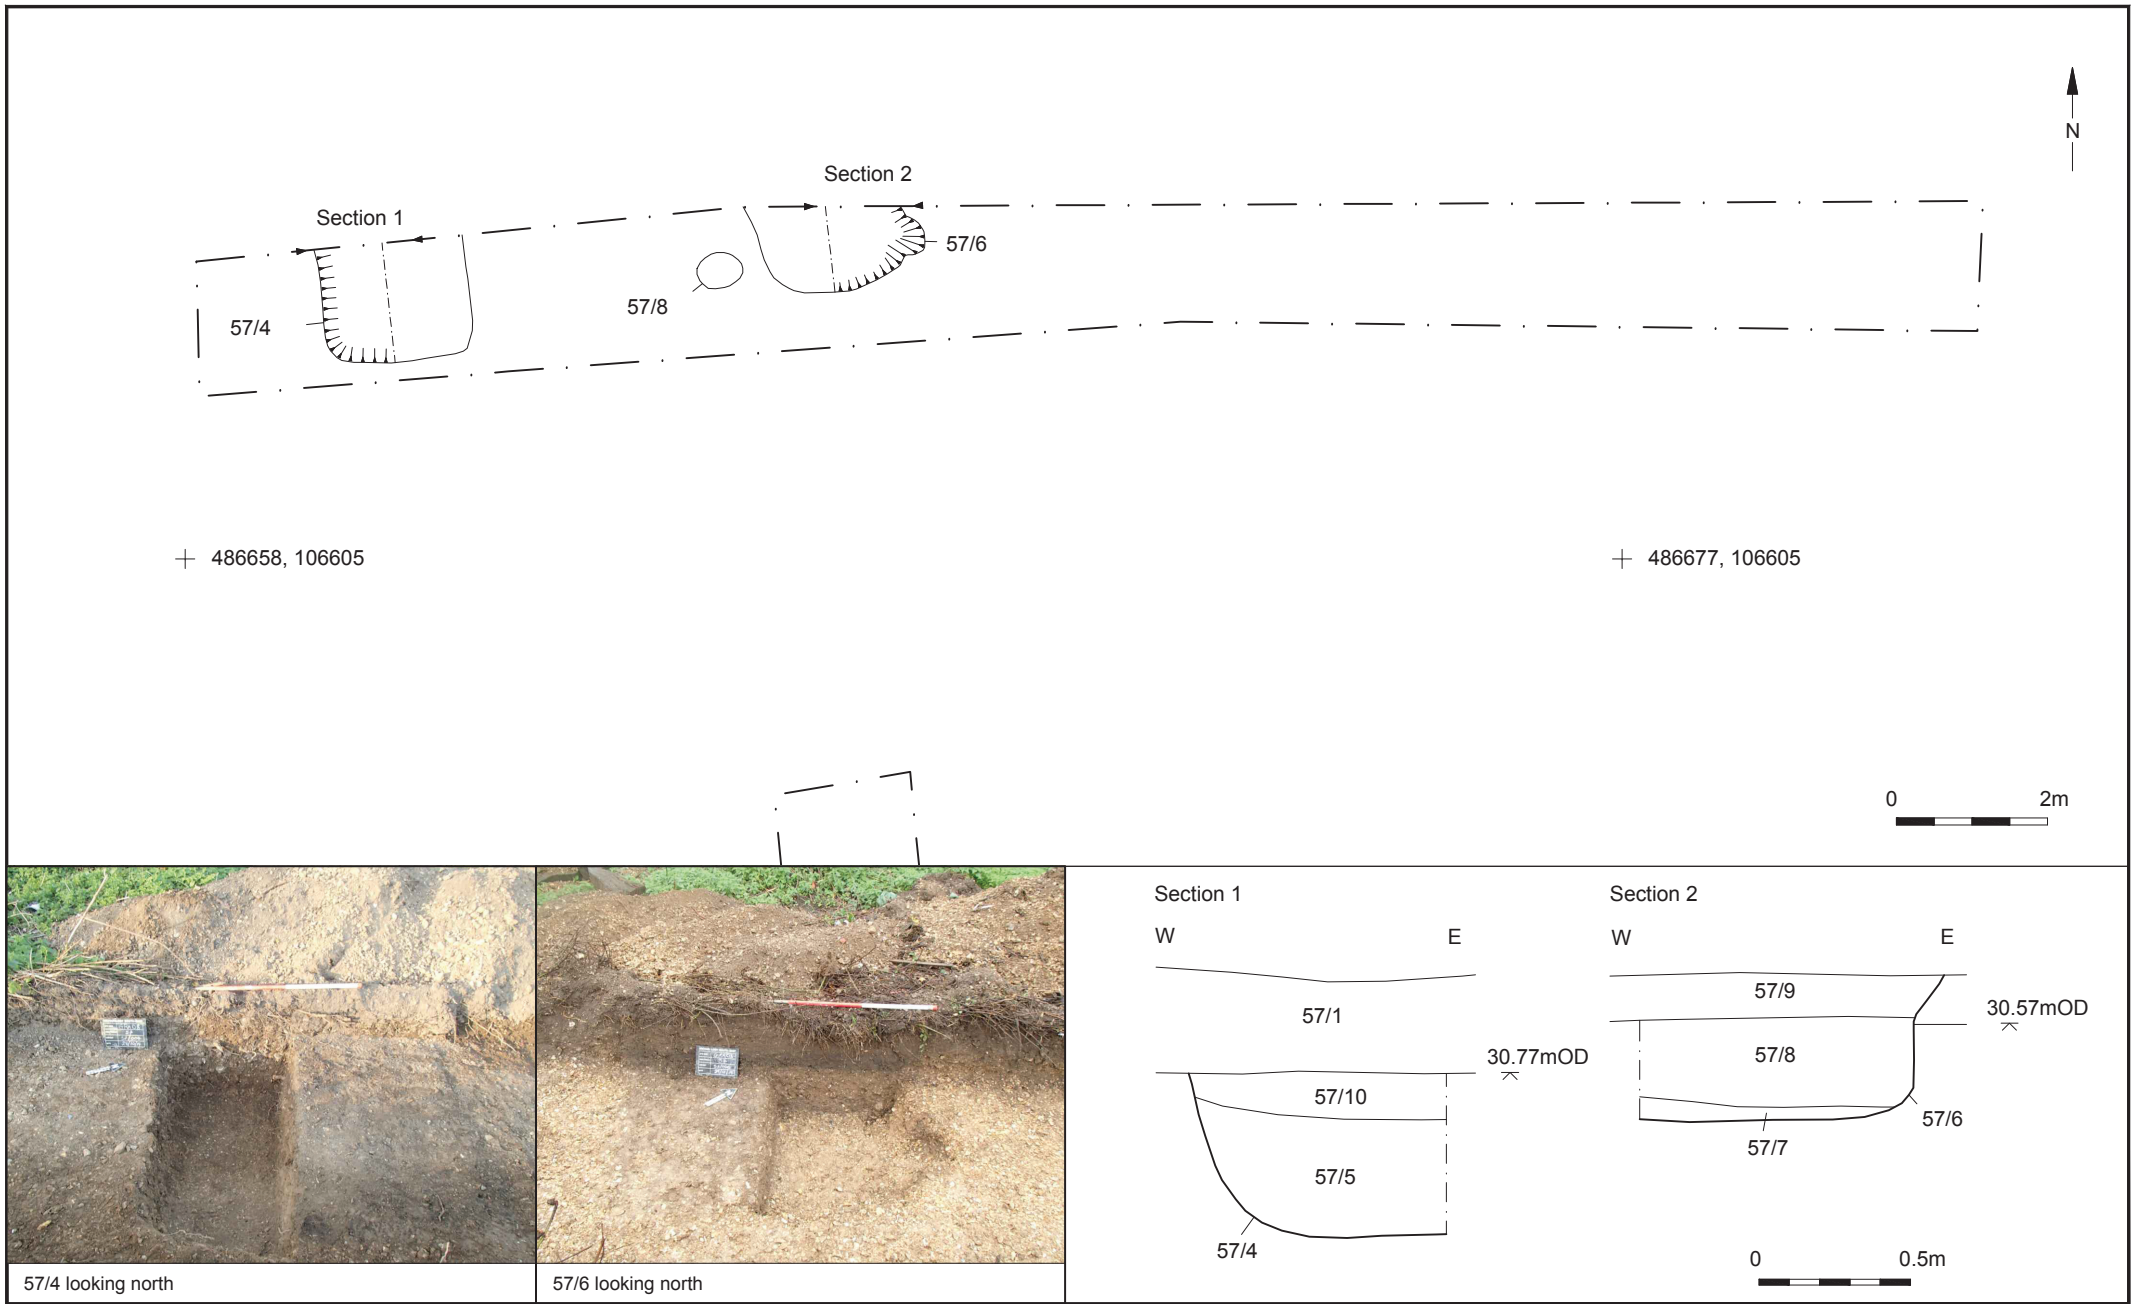 N
Section 2
Section 1
57/6
57/8
57/4
486658, 106605
486677, 106605
0 2m
Section 1
Section 2
W E
W E
57/9
57/1
30.57mOD
57/8
30.77mOD
57/10
57/6
57/7
57/5
57/4
0 0.5m
57/4 looking north
57/6 looking north